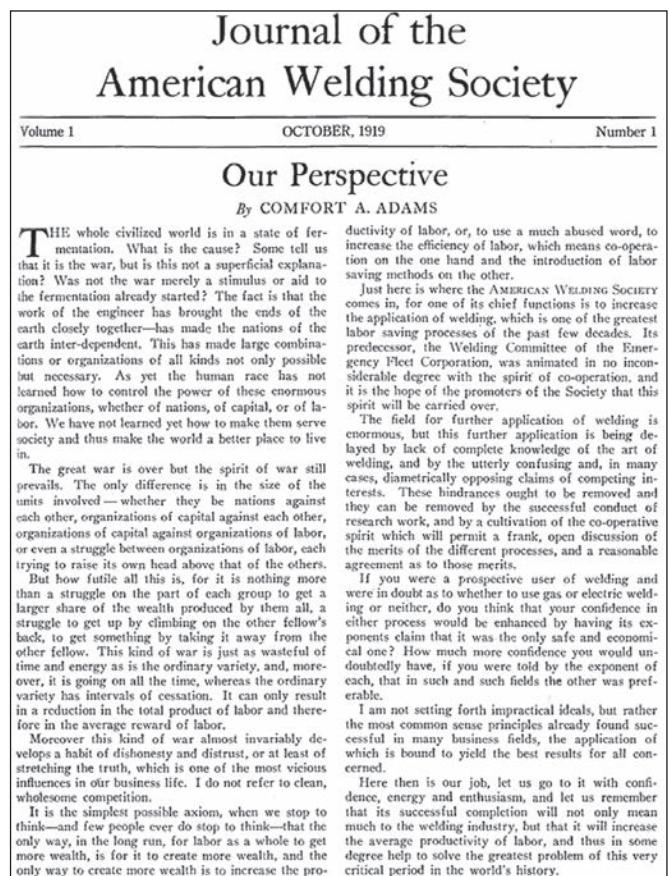 Journal of the
American Welding Society
Volume 1 OCTOBER, 1919 Number 1
Our Perspective
By COMFORT A. ADAMS
THE whole civilized world is in a state of fer-
mentation. What is the cause? Some tell us
that it is the war, but is this not a superficial explana-
tion? Was not the war merely a stimulus or aid to
the fermentation already started? The fact is that the
work of the engineer has brought the ends of the
earth closely together—has made the nations of the
earth inter-dependent. This has made large combina-
tions or organizations of all kinds not only possible
but necessary. As yet the human race has not
learned how to control the power of these enormous
organizations, whether of nations, of capital, or of la-
bor. We have not learned yet how to make them serve
society and thus make the world a better place to live
in.
The great war is over but the spirit of war still
prevails. The only difference is in the size of the
units involved—whether they be nations against
each other, organizations of capital against each other,
organizations of capital against organizations of labor,
or even a struggle between organizations of labor, each
trying to raise its own head above that of the others.
But how futile all this is, for it is nothing more
than a struggle on the part of each group to get a
larger share of the wealth produced by them all, a
struggle to get up by climbing on the other fellow's
back, to get something by taking it away from the
other fellow. This kind of war is just as wasteful of
time and energy as is the ordinary variety, and, more-
over, it is going on all the time, whereas the ordinary
variety has intervals of cessation. It can only result
in a reduction in the total product of labor and there-
fore in the average reward of labor.
Moreover this kind of war almost invariably de-
velops a habit of dishonesty and distrust, or at least of
stretching the truth, which is one of the most vicious
influences in our business life. I do not refer to clean,
wholesome competition.
It is the simplest possible axiom, when we stop to
think—and few people ever do stop to think—that the
only way, in the long run, for labor as a whole to get
more wealth, is for it to create more wealth, and the
only way to create more wealth is to increase the pro-
ductivity of labor, or, to use a much abused word, to
increase the efficiency of labor, which means co-opera-
tion on the one hand and the introduction of labor
saving methods on the other.
Just here is where the AMERICAN WELDING SOCIETY
comes in, for one of its chief functions is to increase
the application of welding, which is one of the greatest
labor saving processes of the past few decades. Its
predecessor, the Welding Committee of the Emer-
gency Fleet Corporation, was animated in no incon-
siderable degree with the spirit of co-operation, and
it is the hope of the promoters of the Society that this
spirit will be carried over.
The field for further application of welding is
enormous, but this further application is being de-
layed by lack of complete knowledge of the art of
welding, and by the utterly confusing and, in many
cases, diametrically opposing claims of competing in-
terests. These hindrances ought to be removed and
they can be removed by the successful conduct of
research work, and by a cultivation of the co-operative
spirit which will permit a frank, open discussion of
the merits of the different processes, and a reasonable
agreement as to those merits.
If you were a prospective user of welding and
were in doubt as to whether to use gas or electric weld-
ing or neither, do you think that your confidence in
either process would be enhanced by having its ex-
ponents claim that it was the only safe and economi-
cal one? How much more confidence you would un-
doubtedly have, if you were told by the exponent of
each, that in such and such fields the other was pref-
erable.
I am not setting forth impractical ideals, but rather
the most common sense principles already found suc-
cessful in many business fields, the application of
which is bound to yield the best results for all con-
cerned.
Here then is our job, let us go to it with confi-
dence, energy and enthusiasm, and let us remember
that its successful completion will not only mean
much to the welding industry, but that it will increase
the average productivity of labor, and thus in some
degree help to solve the greatest problem of this very
critical period in the world's history.